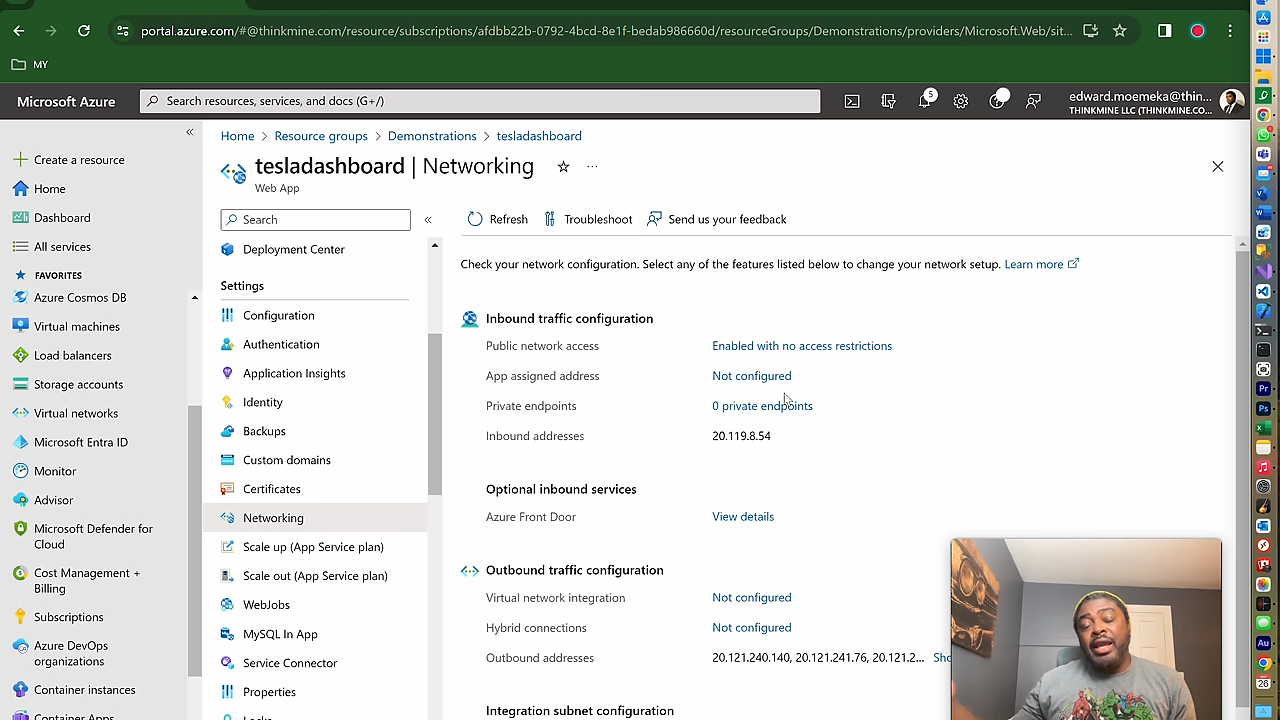 portal.azure.com/#@thinkmine.com/resource/subscriptions/afdbb22b-0792-4bcd-8e1f-bedab986660d/resourceGroups/Demonstrations/providers/Microsoft.Web/sit...
MY
Microsoft Azure
Search resources, services, and docs (G+/)
5
edward.moemeka@thin...
THINKMINE LLC (THINKMINE.CO...
Create a resource
Home
Dashboard
All services
FAVORITES
Azure Cosmos DB
Virtual machines
Load balancers
Storage accounts
Virtual networks
Microsoft Entra ID
Monitor
Advisor
Microsoft Defender for
Cloud
Cost Management +
Billing
Subscriptions
Azure DevOps
organizations
Container instances
Container Apps
Home > Resource groups > Demonstrations > tesladashboard
tesladashboard | Networking
Web App
Search
Deployment Center
Settings
Configuration
Authentication
Application Insights
Identity
Backups
Custom domains
Certificates
Networking
Scale up (App Service plan)
Scale out (App Service plan)
WebJobs
MySQL In App
Service Connector
Properties
Locks
Refresh
Troubleshoot
Send us your feedback
Check your network configuration. Select any of the features listed below to change your network setup. Learn more
Inbound traffic configuration
Public network access Enabled with no access restrictions
App assigned address Not configured
Private endpoints 0 private endpoints
Inbound addresses 20.119.8.54
Optional inbound services
Azure Front Door View details
Outbound traffic configuration
Virtual network integration Not configured
Hybrid connections Not configured
Outbound addresses 20.121.240.140, 20.121.241.76, 20.121.2... Sho
Integration subnet configuration
Pr
Ps
Au
26